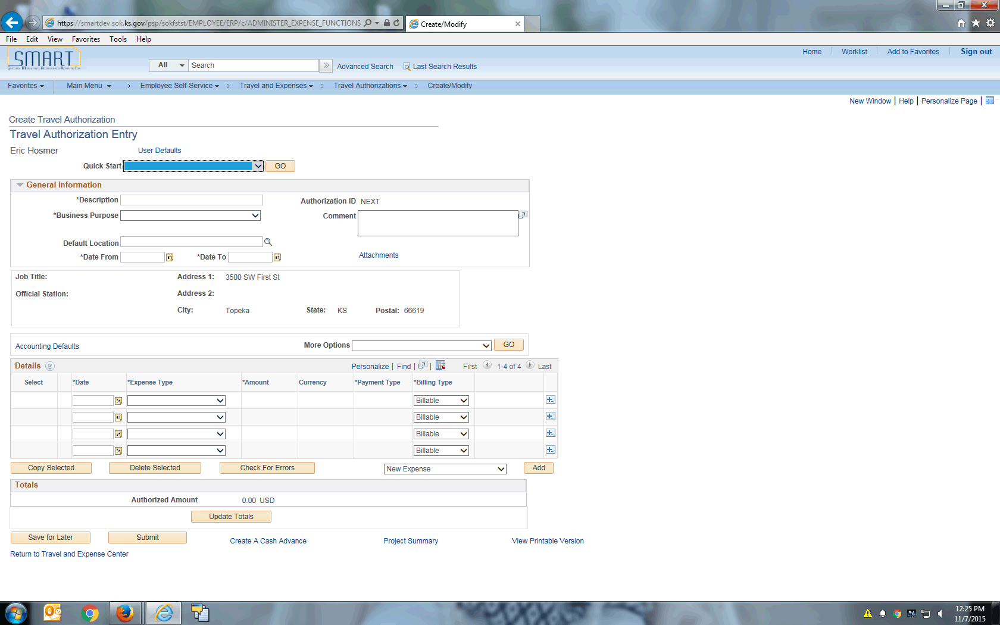 https://smartdev.sok.ks.gov/psp/sokfstst/EMPLOYEE/ERP/c/ADMINISTER_EXPENSE_FUNCTIONS
Create/Modify
File Edit View Favorites Tools Help
SMART
All Search Advanced Search Last Search Results
Home Worklist Add to Favorites Sign out
Favorites Main Menu > Employee Self-Service > Travel and Expenses > Travel Authorizations > Create/Modify
New Window | Help | Personalize Page |
Create Travel Authorization
Travel Authorization Entry
Eric Hosmer User Defaults
Quick Start GO
General Information
*Description Authorization ID NEXT
*Business Purpose Comment
Default Location
*Date From 31 *Date To 31 Attachments
Job Title: Address 1: 3500 SW First St
Official Station: Address 2:
City: Topeka State: KS Postal: 66619
Accounting Defaults More Options GO
Details ? Personalize | Find | | First 1-4 of 4 Last
Select *Date *Expense Type *Amount Currency *Payment Type *Billing Type
31 Billable
31 Billable
31 Billable
31 Billable
Copy Selected Delete Selected Check For Errors New Expense Add
Totals
Authorized Amount 0.00 USD
Update Totals
Save for Later Submit Create A Cash Advance Project Summary View Printable Version
Return to Travel and Expense Center
12:25 PM
11/7/2015